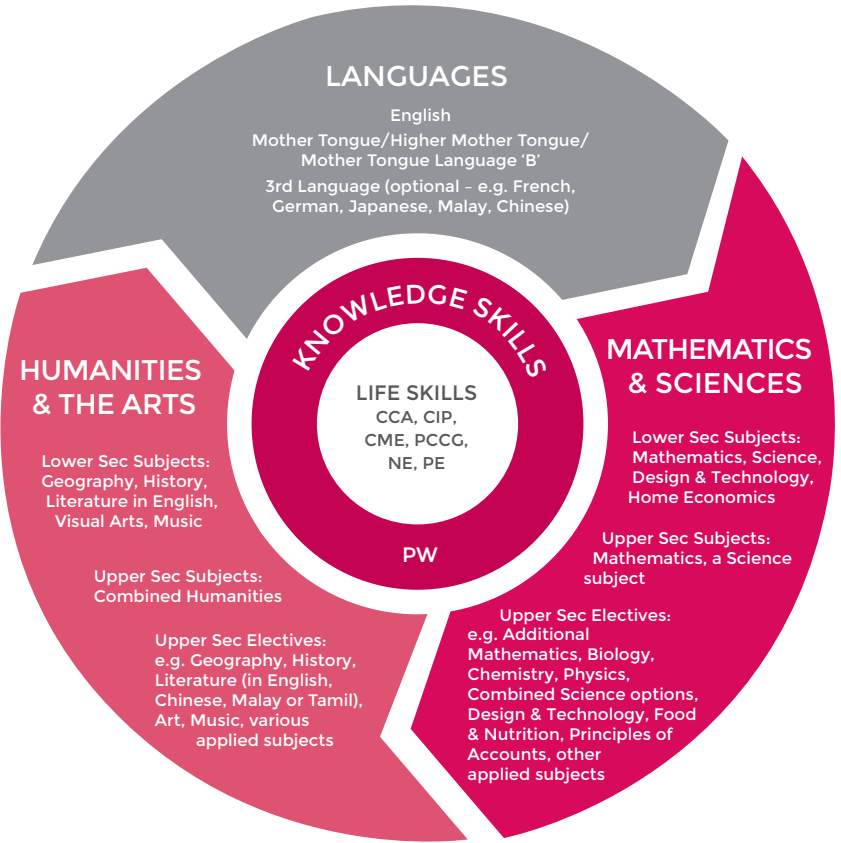 LANGUAGES
English
Mother Tongue/Higher Mother Tongue/
Mother Tongue Language ‘B’
3rd Language (optional – e.g. French,
German, Japanese, Malay, Chinese)
KNOWLEDGE SKILLS
LIFE SKILLS
CCA, CIP,
CME, PCCG,
NE, PE
PW
MATHEMATICS
& SCIENCES
Lower Sec Subjects:
Mathematics, Science,
Design & Technology,
Home Economics
Upper Sec Subjects:
Mathematics, a Science
subject
Upper Sec Electives:
e.g. Additional
Mathematics, Biology,
Chemistry, Physics,
Combined Science options,
Design & Technology, Food
& Nutrition, Principles of
Accounts, other
applied subjects
HUMANITIES
& THE ARTS
Lower Sec Subjects:
Geography, History,
Literature in English,
Visual Arts, Music
Upper Sec Subjects:
Combined Humanities
Upper Sec Electives:
e.g. Geography, History,
Literature (in English,
Chinese, Malay or Tamil),
Art, Music, various
applied subjects